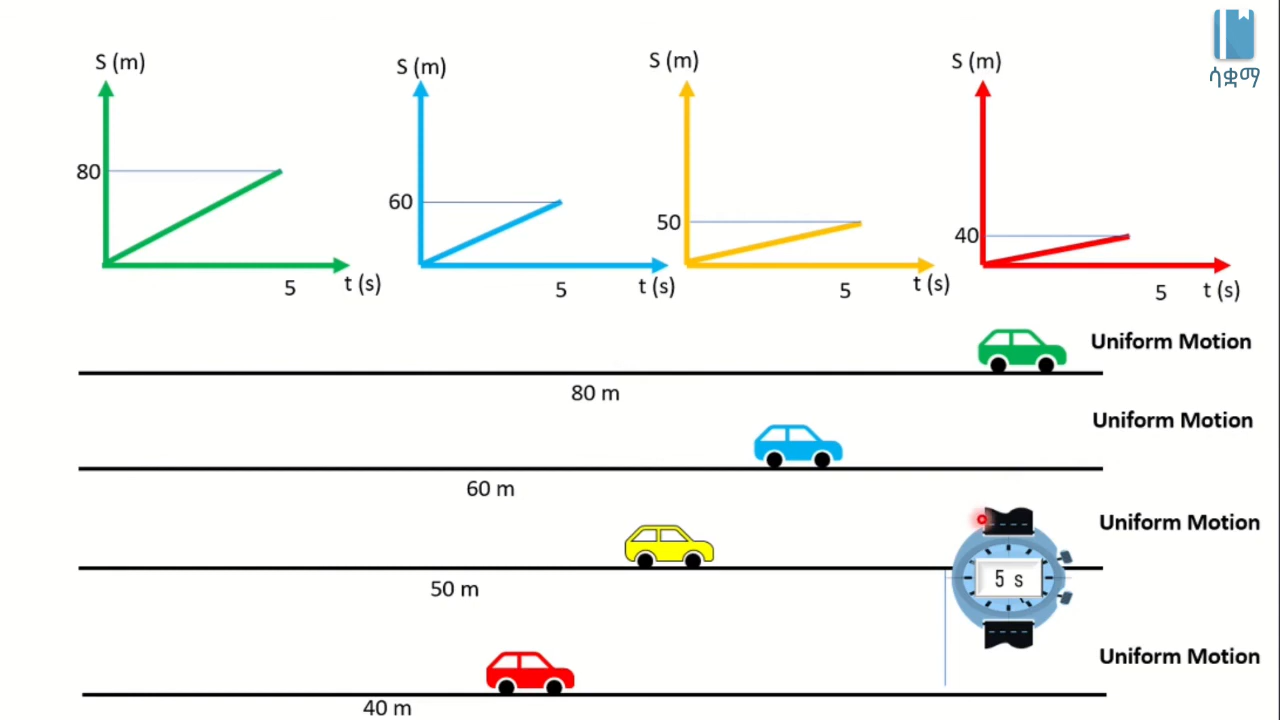 S (m)
S (m)
S (m)
S (m)
ሳቋማ
80
60
50
40
5
t (s)
5
t (s)
5
t (s)
5
t (s)
Uniform Motion
80 m
Uniform Motion
60 m
Uniform Motion
5 s
50 m
Uniform Motion
40 m